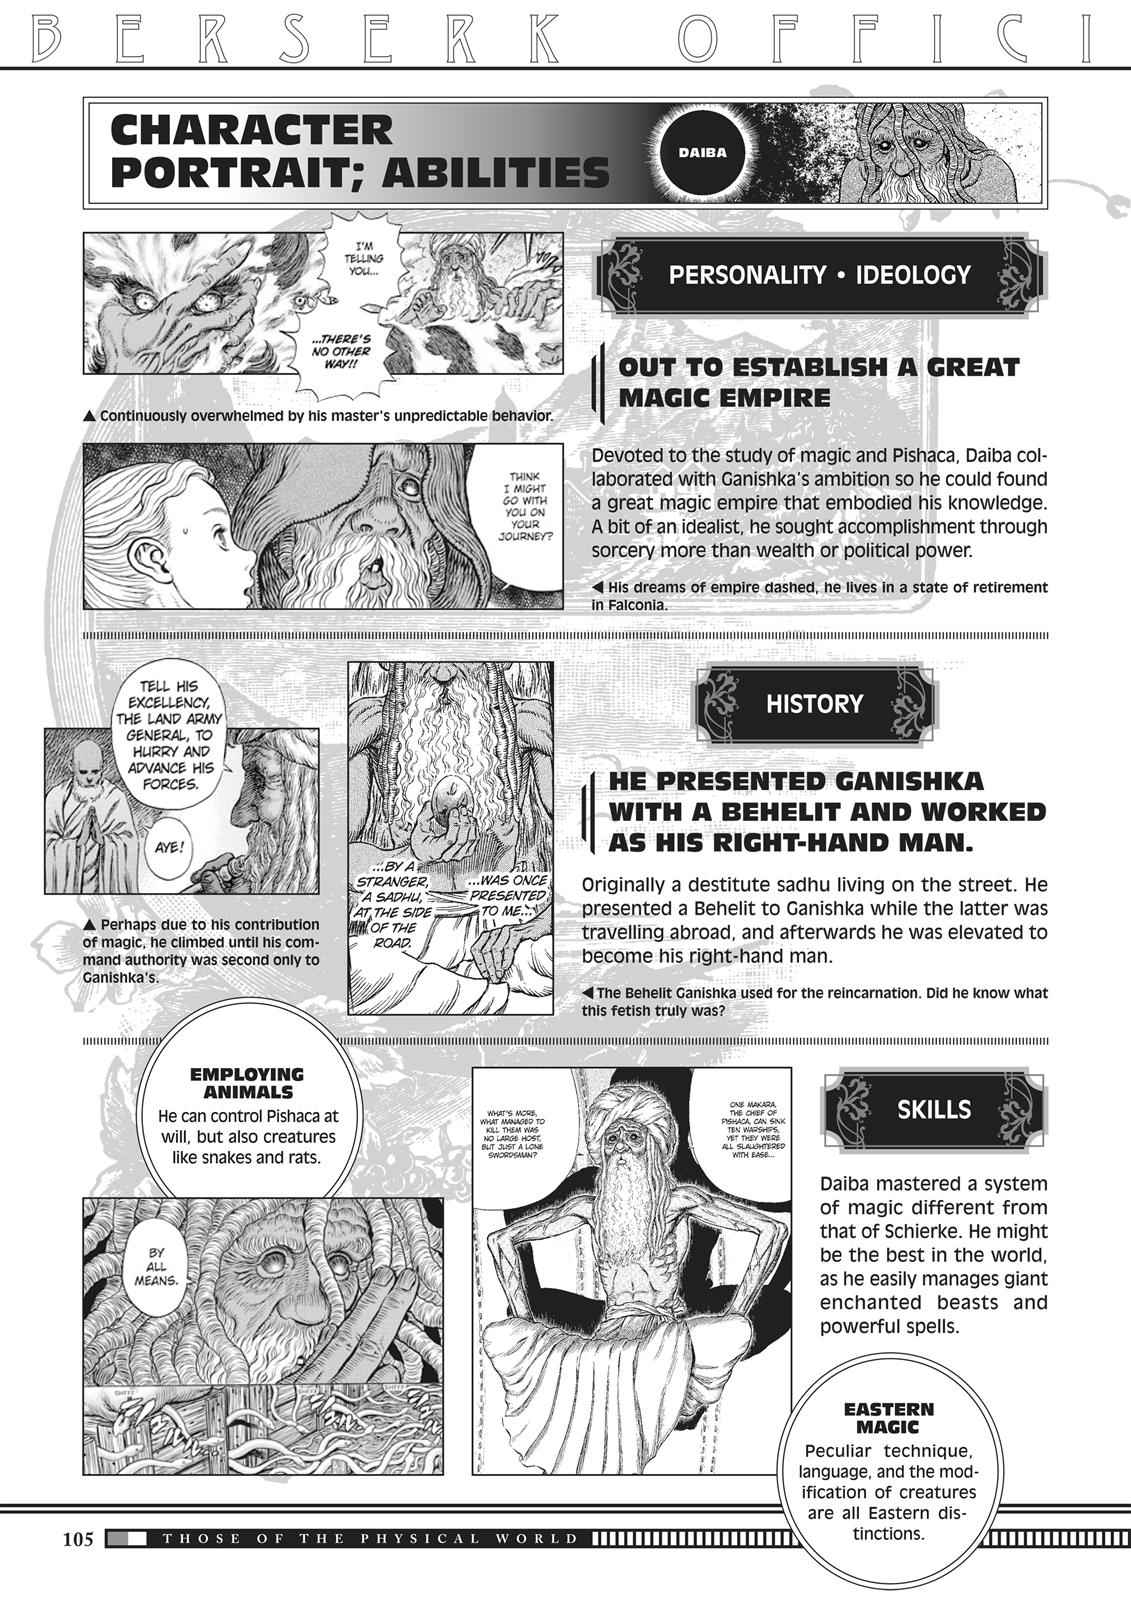 BERSERK OFFICI
CHARACTER
PORTRAIT; ABILITIES
DAIBA
I'M
TELLING
YOU...
...THERE'S
NO OTHER
WAY!!
▲ Continuously overwhelmed by his master's unpredictable behavior.
THINK
I MIGHT
GO WITH
YOU ON
YOUR
JOURNEY?
PERSONALITY • IDEOLOGY
OUT TO ESTABLISH A GREAT
MAGIC EMPIRE
Devoted to the study of magic and Pishaca, Daiba col-
laborated with Ganishka's ambition so he could found
a great magic empire that embodied his knowledge.
A bit of an idealist, he sought accomplishment through
sorcery more than wealth or political power.
◀ His dreams of empire dashed, he lives in a state of retirement
in Falconia.
TELL HIS
EXCELLENCY,
THE LAND ARMY
GENERAL, TO
HURRY AND
ADVANCE HIS
FORCES.
AYE!
▲ Perhaps due to his contribution
of magic, he climbed until his com-
mand authority was second only to
Ganishka's.
...BY A
STRANGER,
A SADHU,
AT THE SIDE
OF THE
ROAD.
...WAS ONCE
PRESENTED
TO ME...
HISTORY
HE PRESENTED GANISHKA
WITH A BEHELIT AND WORKED
AS HIS RIGHT-HAND MAN.
Originally a destitute sadhu living on the street. He
presented a Behelit to Ganishka while the latter was
travelling abroad, and afterwards he was elevated to
become his right-hand man.
◀ The Behelit Ganishka used for the reincarnation. Did he know what
this fetish truly was?
EMPLOYING
ANIMALS
He can control Pishaca at
will, but also creatures
like snakes and rats.
BY
ALL
MEANS.
WHAT'S MORE,
WHAT MANAGED TO
KILL THEM WAS
NO LARGE HOST,
BUT JUST A LONE
SWORDSMAN?
ONE MAKARA,
THE CHIEF OF
PISHACA, CAN SINK
TEN WARSHIPS,
YET THEY WERE
ALL SLAUGHTERED
WITH EASE...
SKILLS
Daiba mastered a system
of magic different from
that of Schierke. He might
be the best in the world,
as he easily manages giant
enchanted beasts and
powerful spells.
EASTERN
MAGIC
Peculiar technique,
language, and the mod-
ification of creatures
are all Eastern dis-
tinctions.
105 THOSE OF THE PHYSICAL WORLD